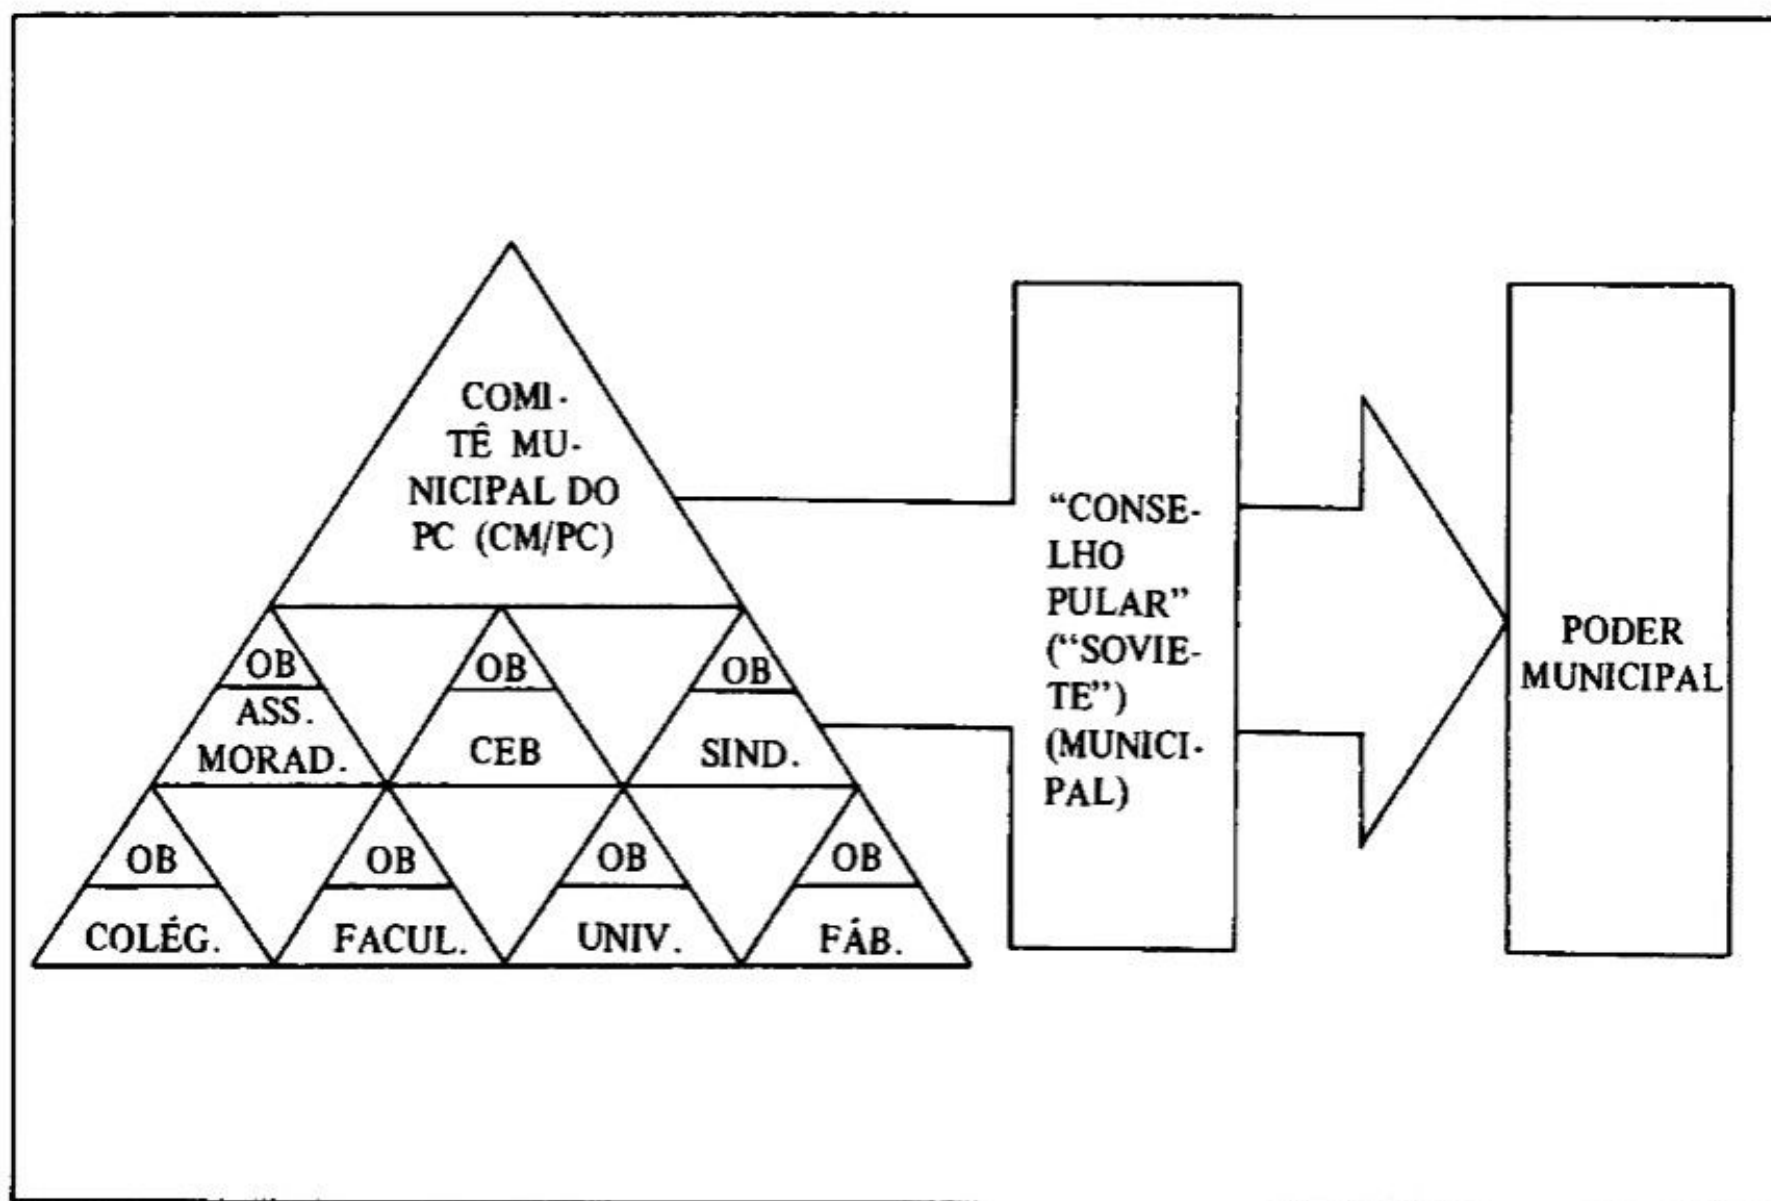 COMI-
TÊ MU-
NICIPAL DO
PC (CM/PC)
OB
ASS.
MORAD.
OB
CEB
OB
SIND.
OB
COLÉG.
OB
FACUL.
OB
UNIV.
OB
FÁB.
“CONSE-
LHO
PULAR”
(“SOVIE-
TE”)
(MUNICI-
PAL)
PODER
MUNICIPAL